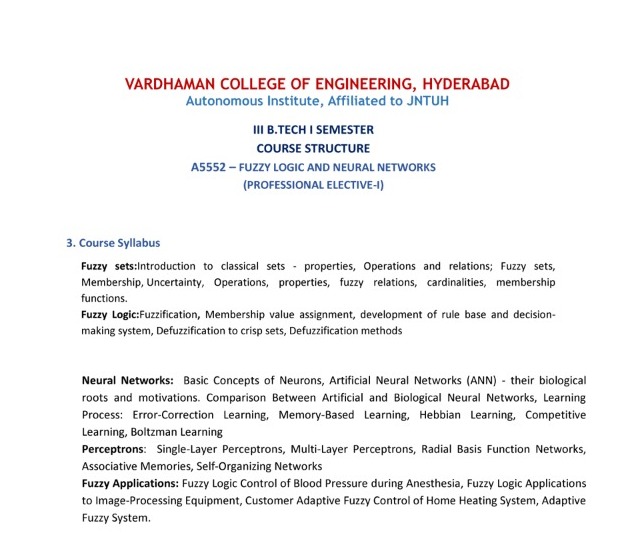 VARDHAMAN COLLEGE OF ENGINEERING, HYDERABAD
Autonomous Institute, Affiliated to JNTUH
III B.TECH I SEMESTER
COURSE STRUCTURE
A5552 – FUZZY LOGIC AND NEURAL NETWORKS
(PROFESSIONAL ELECTIVE-I)
3. Course Syllabus
Fuzzy sets:Introduction to classical sets - properties, Operations and relations; Fuzzy sets,
Membership, Uncertainty, Operations, properties, fuzzy relations, cardinalities, membership
functions.
Fuzzy Logic:Fuzzification, Membership value assignment, development of rule base and decision-
making system, Defuzzification to crisp sets, Defuzzification methods
Neural Networks: Basic Concepts of Neurons, Artificial Neural Networks (ANN) - their biological
roots and motivations. Comparison Between Artificial and Biological Neural Networks, Learning
Process: Error-Correction Learning, Memory-Based Learning, Hebbian Learning, Competitive
Learning, Boltzman Learning
Perceptrons: Single-Layer Perceptrons, Multi-Layer Perceptrons, Radial Basis Function Networks,
Associative Memories, Self-Organizing Networks
Fuzzy Applications: Fuzzy Logic Control of Blood Pressure during Anesthesia, Fuzzy Logic Applications
to Image-Processing Equipment, Customer Adaptive Fuzzy Control of Home Heating System, Adaptive
Fuzzy System.